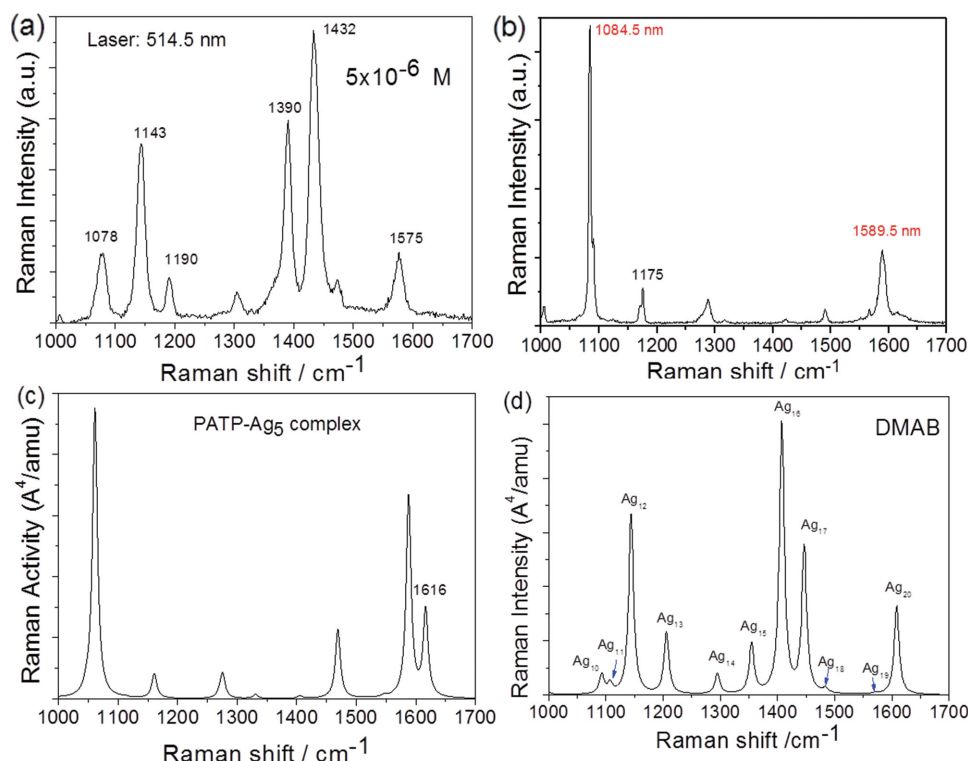 (a)
Laser: 514.5 nm
5x10-6 M
1078
1143
1190
1390
1432
1575
Raman Intensity (a.u.)
1000 1100 1200 1300 1400 1500 1600 1700
Raman shift / cm-1
(b)
1084.5 nm
1175
1589.5 nm
Raman Intensity (a.u.)
1000 1100 1200 1300 1400 1500 1600 1700
Raman shift / cm-1
(c)
PATP-Ag5 complex
1616
Raman Activity (A4/amu)
1000 1100 1200 1300 1400 1500 1600 1700
Raman shift / cm-1
(d)
DMAB
Ag10
Ag11
Ag12
Ag13
Ag14
Ag15
Ag16
Ag17
Ag18
Ag19
Ag20
Raman Intensity (A4/amu)
1000 1100 1200 1300 1400 1500 1600 1700
Raman shift /cm-1